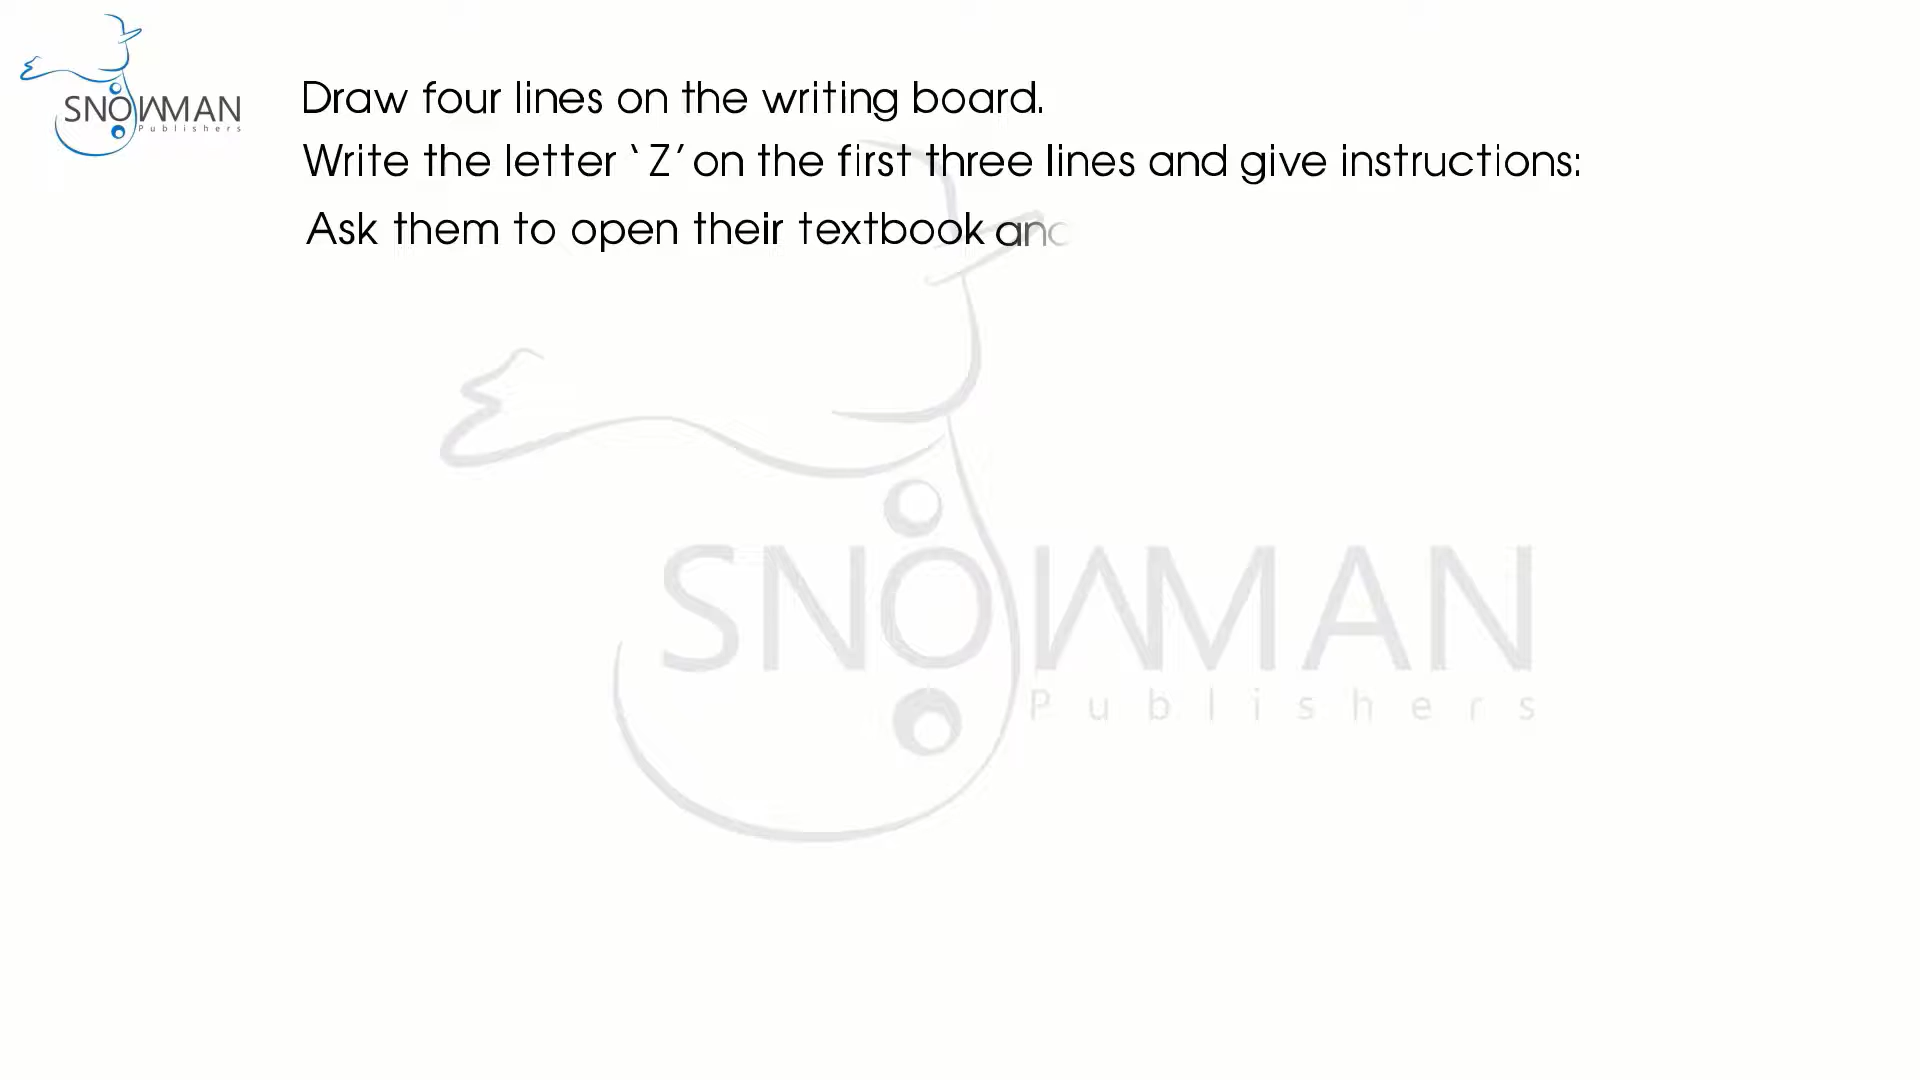 SNOWMAN
Publishers
Draw four lines on the writing board.
Write the letter ‘Z’ on the first three lines and give instructions:
Ask them to open their textbook
SNOWMAN
Publishers